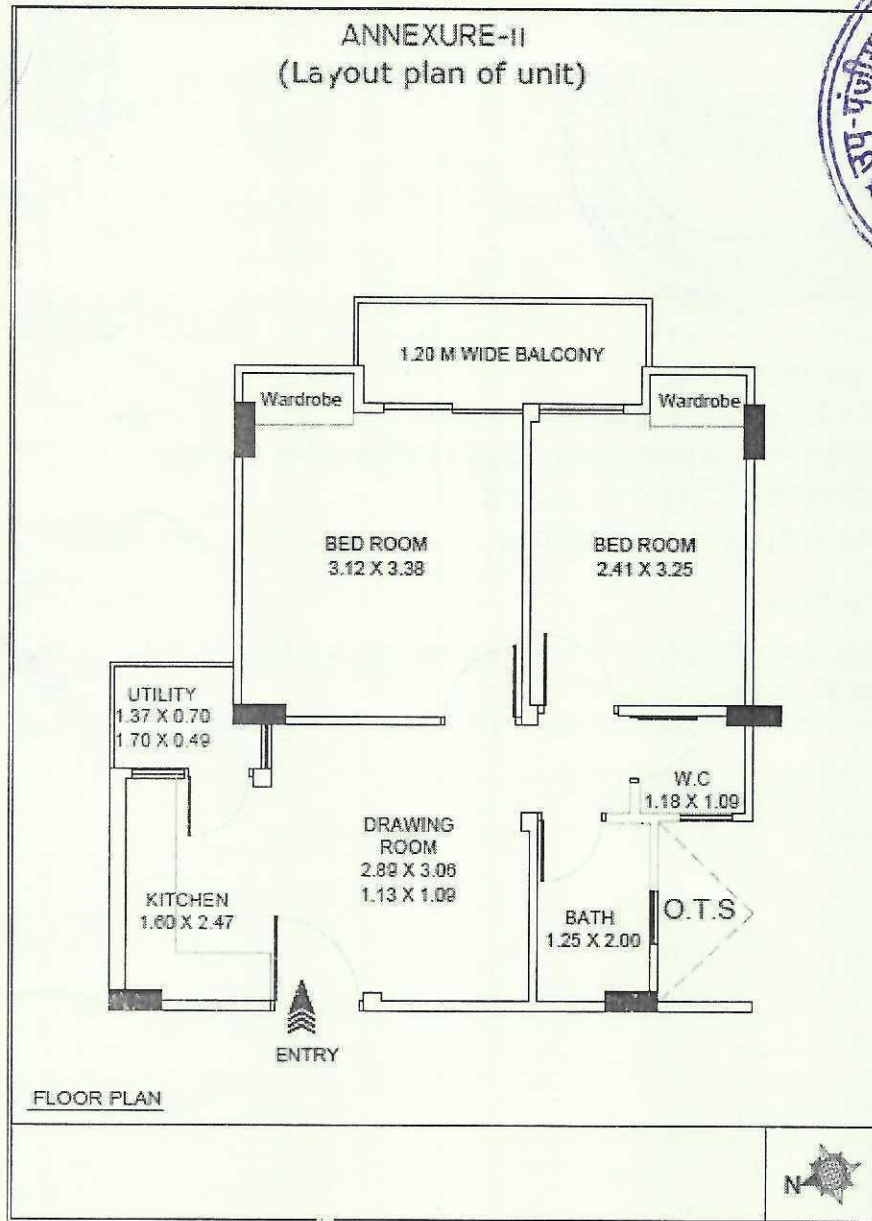 ANNEXURE-II
(Layout plan of unit)
उप-पंजीय
1.20 M WIDE BALCONY
Wardrobe
Wardrobe
BED ROOM
3.12 X 3.38
BED ROOM
2.41 X 3.25
UTILITY
1.37 X 0.70
1.70 X 0.49
W.C
1.18 X 1.09
DRAWING
ROOM
2.89 X 3.06
1.13 X 1.09
KITCHEN
1.60 X 2.47
BATH
1.25 X 2.00
O.T.S
ENTRY
FLOOR PLAN
N